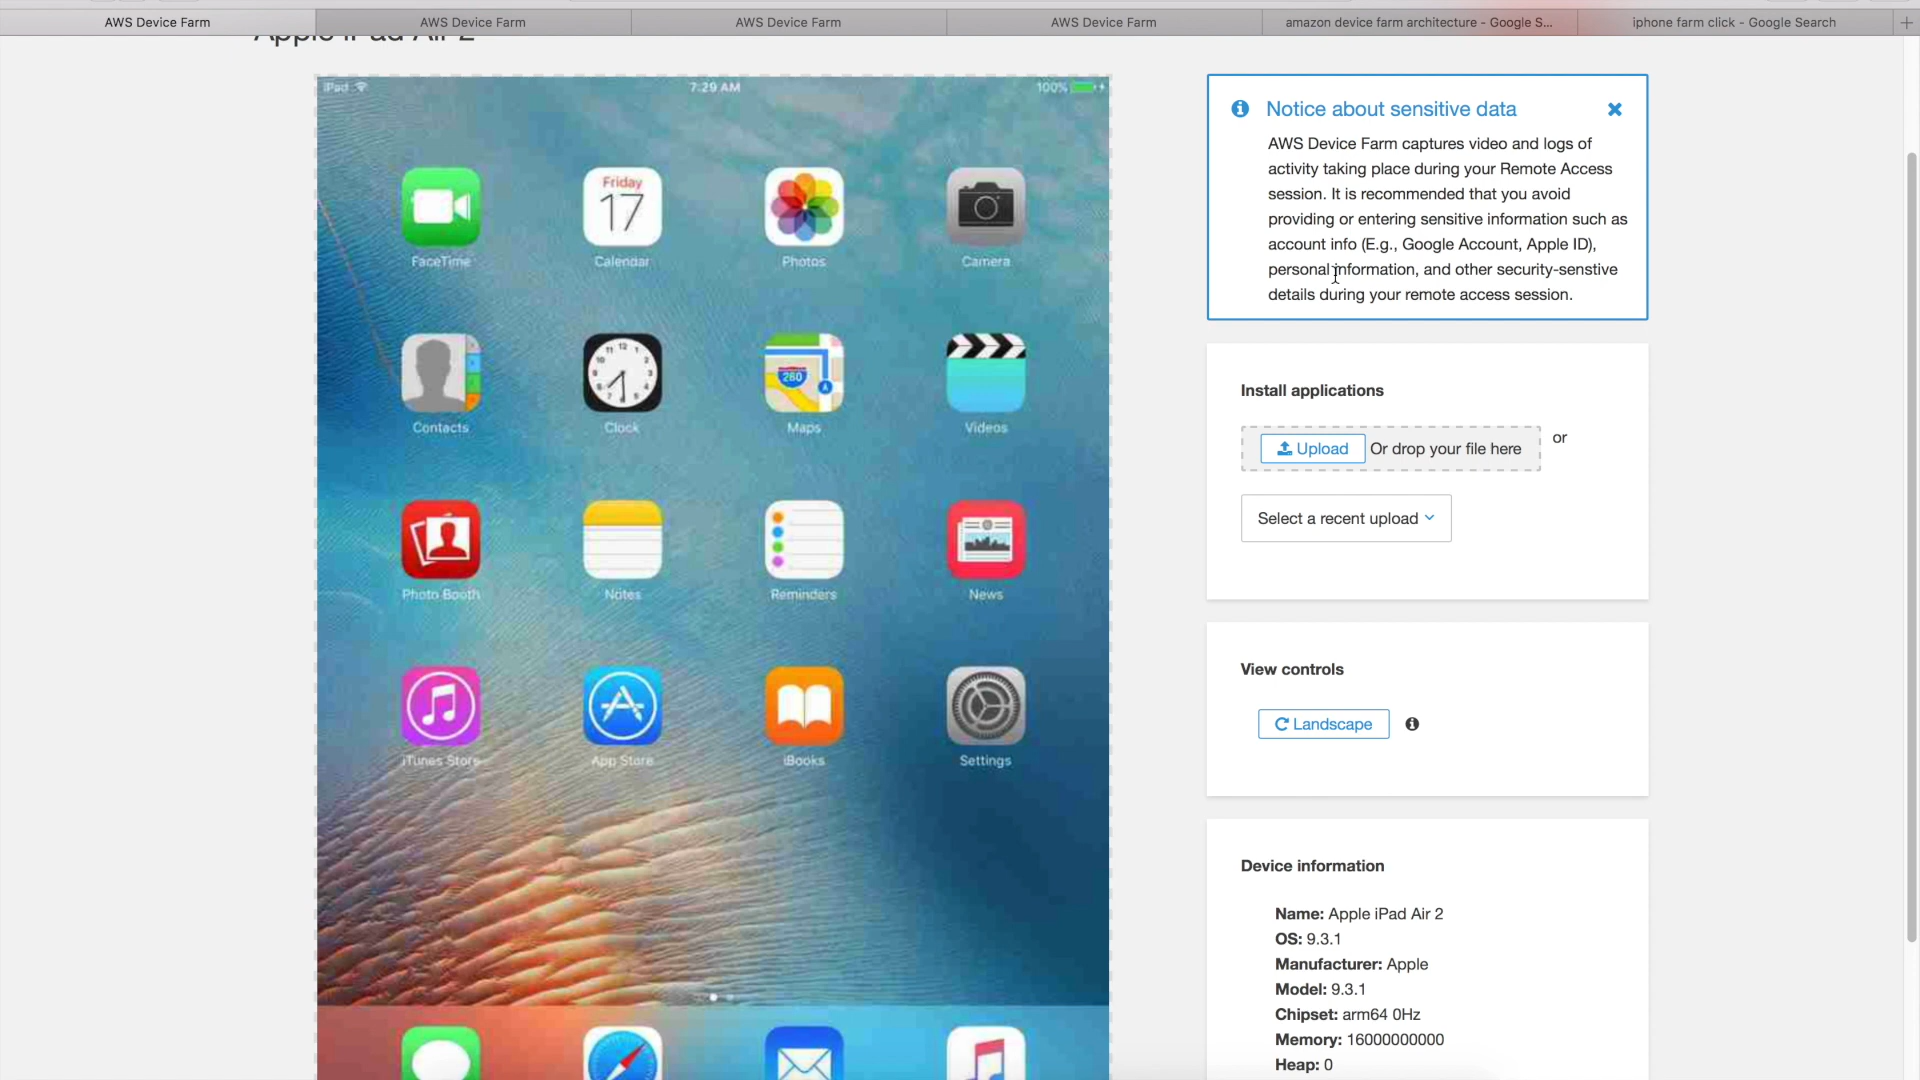 AWS Device Farm
AWS Device Farm
AWS Device Farm
AWS Device Farm
amazon device farm architecture - Google S...
iphone farm click - Google Search
Apple iPad Air 2
iPad
7:29 AM
100%
Friday
17
FaceTime
Calendar
Photos
Camera
280
A
Contacts
Clock
Maps
Videos
Photo Booth
Notes
Reminders
News
iTunes Store
App Store
iBooks
Settings
Notice about sensitive data
AWS Device Farm captures video and logs of
activity taking place during your Remote Access
session. It is recommended that you avoid
providing or entering sensitive information such as
account info (E.g., Google Account, Apple ID),
personal information, and other security-senstive
details during your remote access session.
Install applications
Upload Or drop your file here
or
Select a recent upload
View controls
Landscape
Device information
Name: Apple iPad Air 2
OS: 9.3.1
Manufacturer: Apple
Model: 9.3.1
Chipset: arm64 0Hz
Memory: 16000000000
Heap: 0